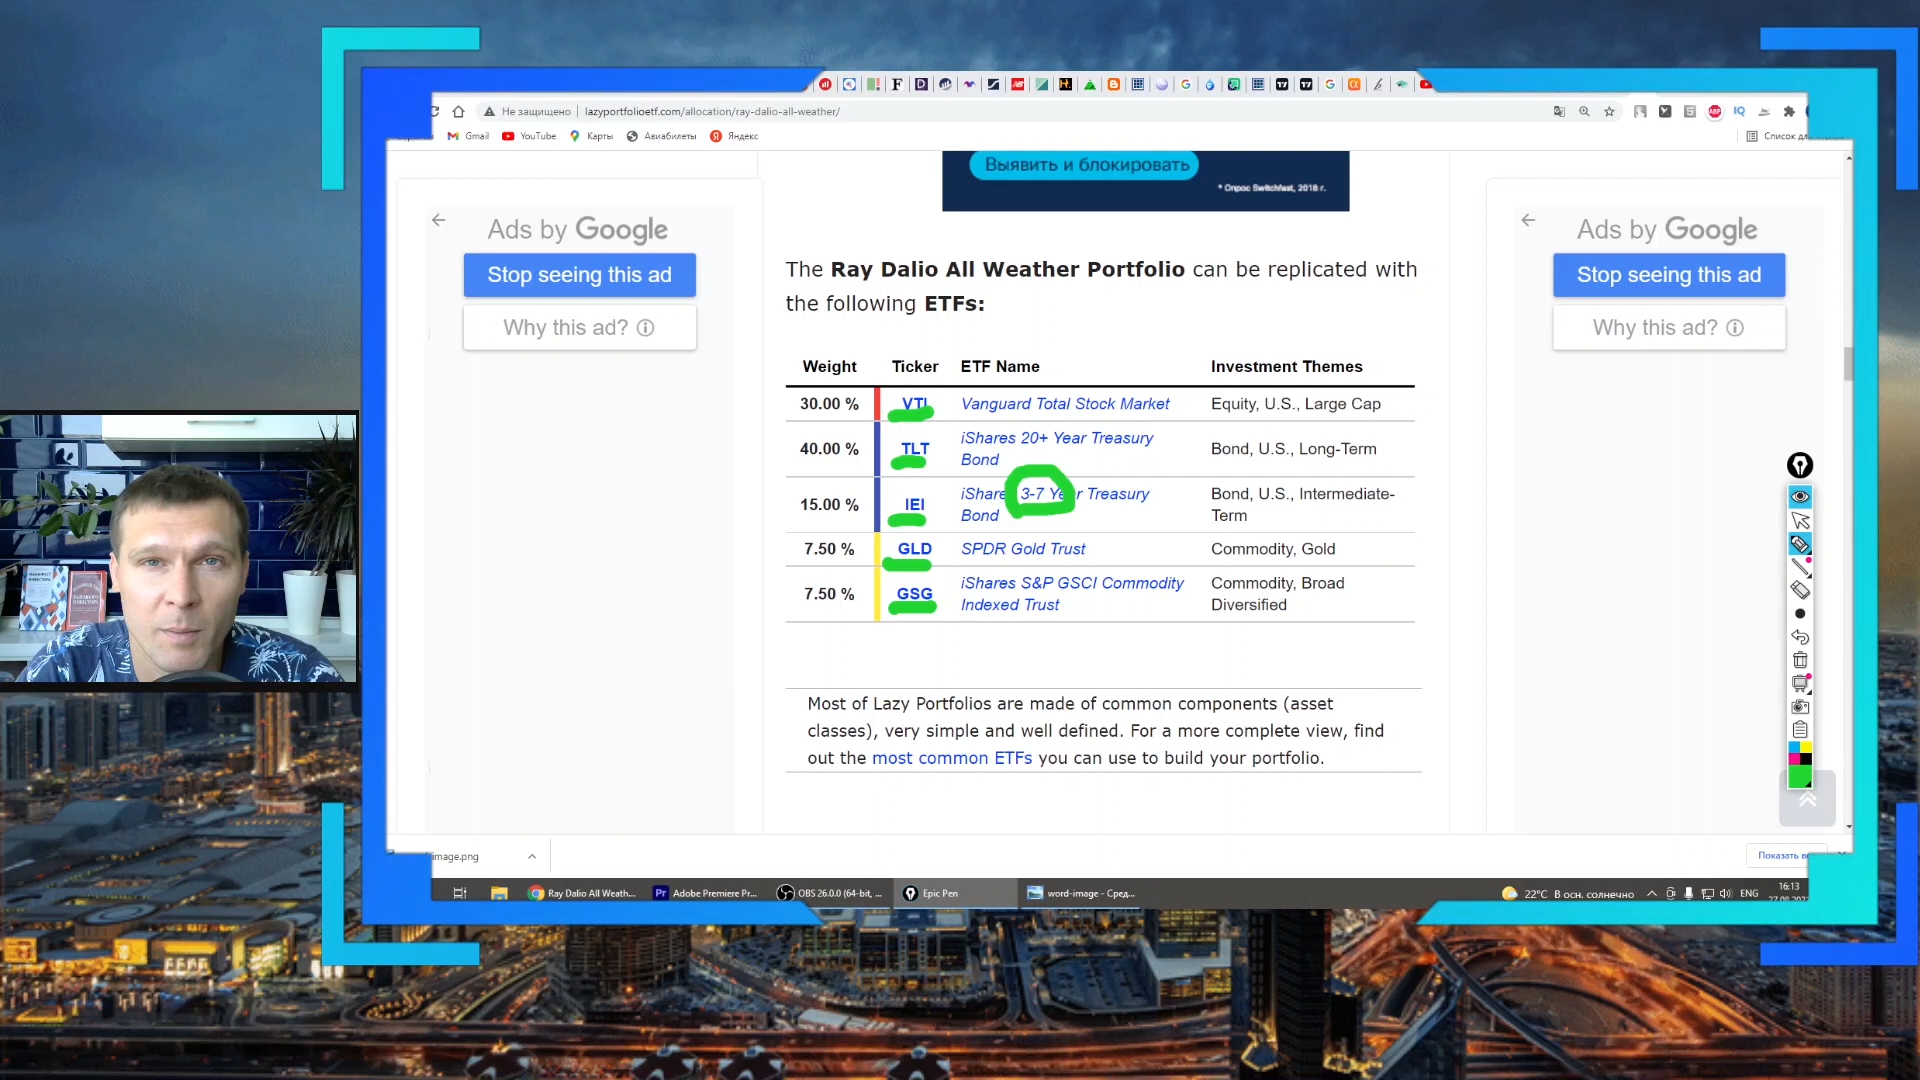 Не защищено | lazyportfolioetf.com/allocation/ray-dalio-all-weather/
Gmail YouTube Карты Авиабилеты Яндекс
Выявить и блокировать
* Опрос Switchfast, 2018 г.
Ads by Google
Stop seeing this ad
Why this ad?
The Ray Dalio All Weather Portfolio can be replicated with
the following ETFs:
Weight Ticker ETF Name Investment Themes
30.00 % VTI Vanguard Total Stock Market Equity, U.S., Large Cap
40.00 % TLT iShares 20+ Year Treasury
Bond Bond, U.S., Long-Term
15.00 % IEI iShares 3-7 Year Treasury
Bond Bond, U.S., Intermediate-
Term
7.50 % GLD SPDR Gold Trust Commodity, Gold
7.50 % GSG iShares S&P GSCI Commodity
Indexed Trust Commodity, Broad
Diversified
Most of Lazy Portfolios are made of common components (asset
classes), very simple and well defined. For a more complete view, find
out the most common ETFs you can use to build your portfolio.
Ads by Google
Stop seeing this ad
Why this ad?
image.png
Показать
Ray Dalio All Weath... Adobe Premiere Pr... OBS 26.0.0 (64-bit, ... Epic Pen word-image - Сред...
22°C В осн. солнечно ENG 16:13